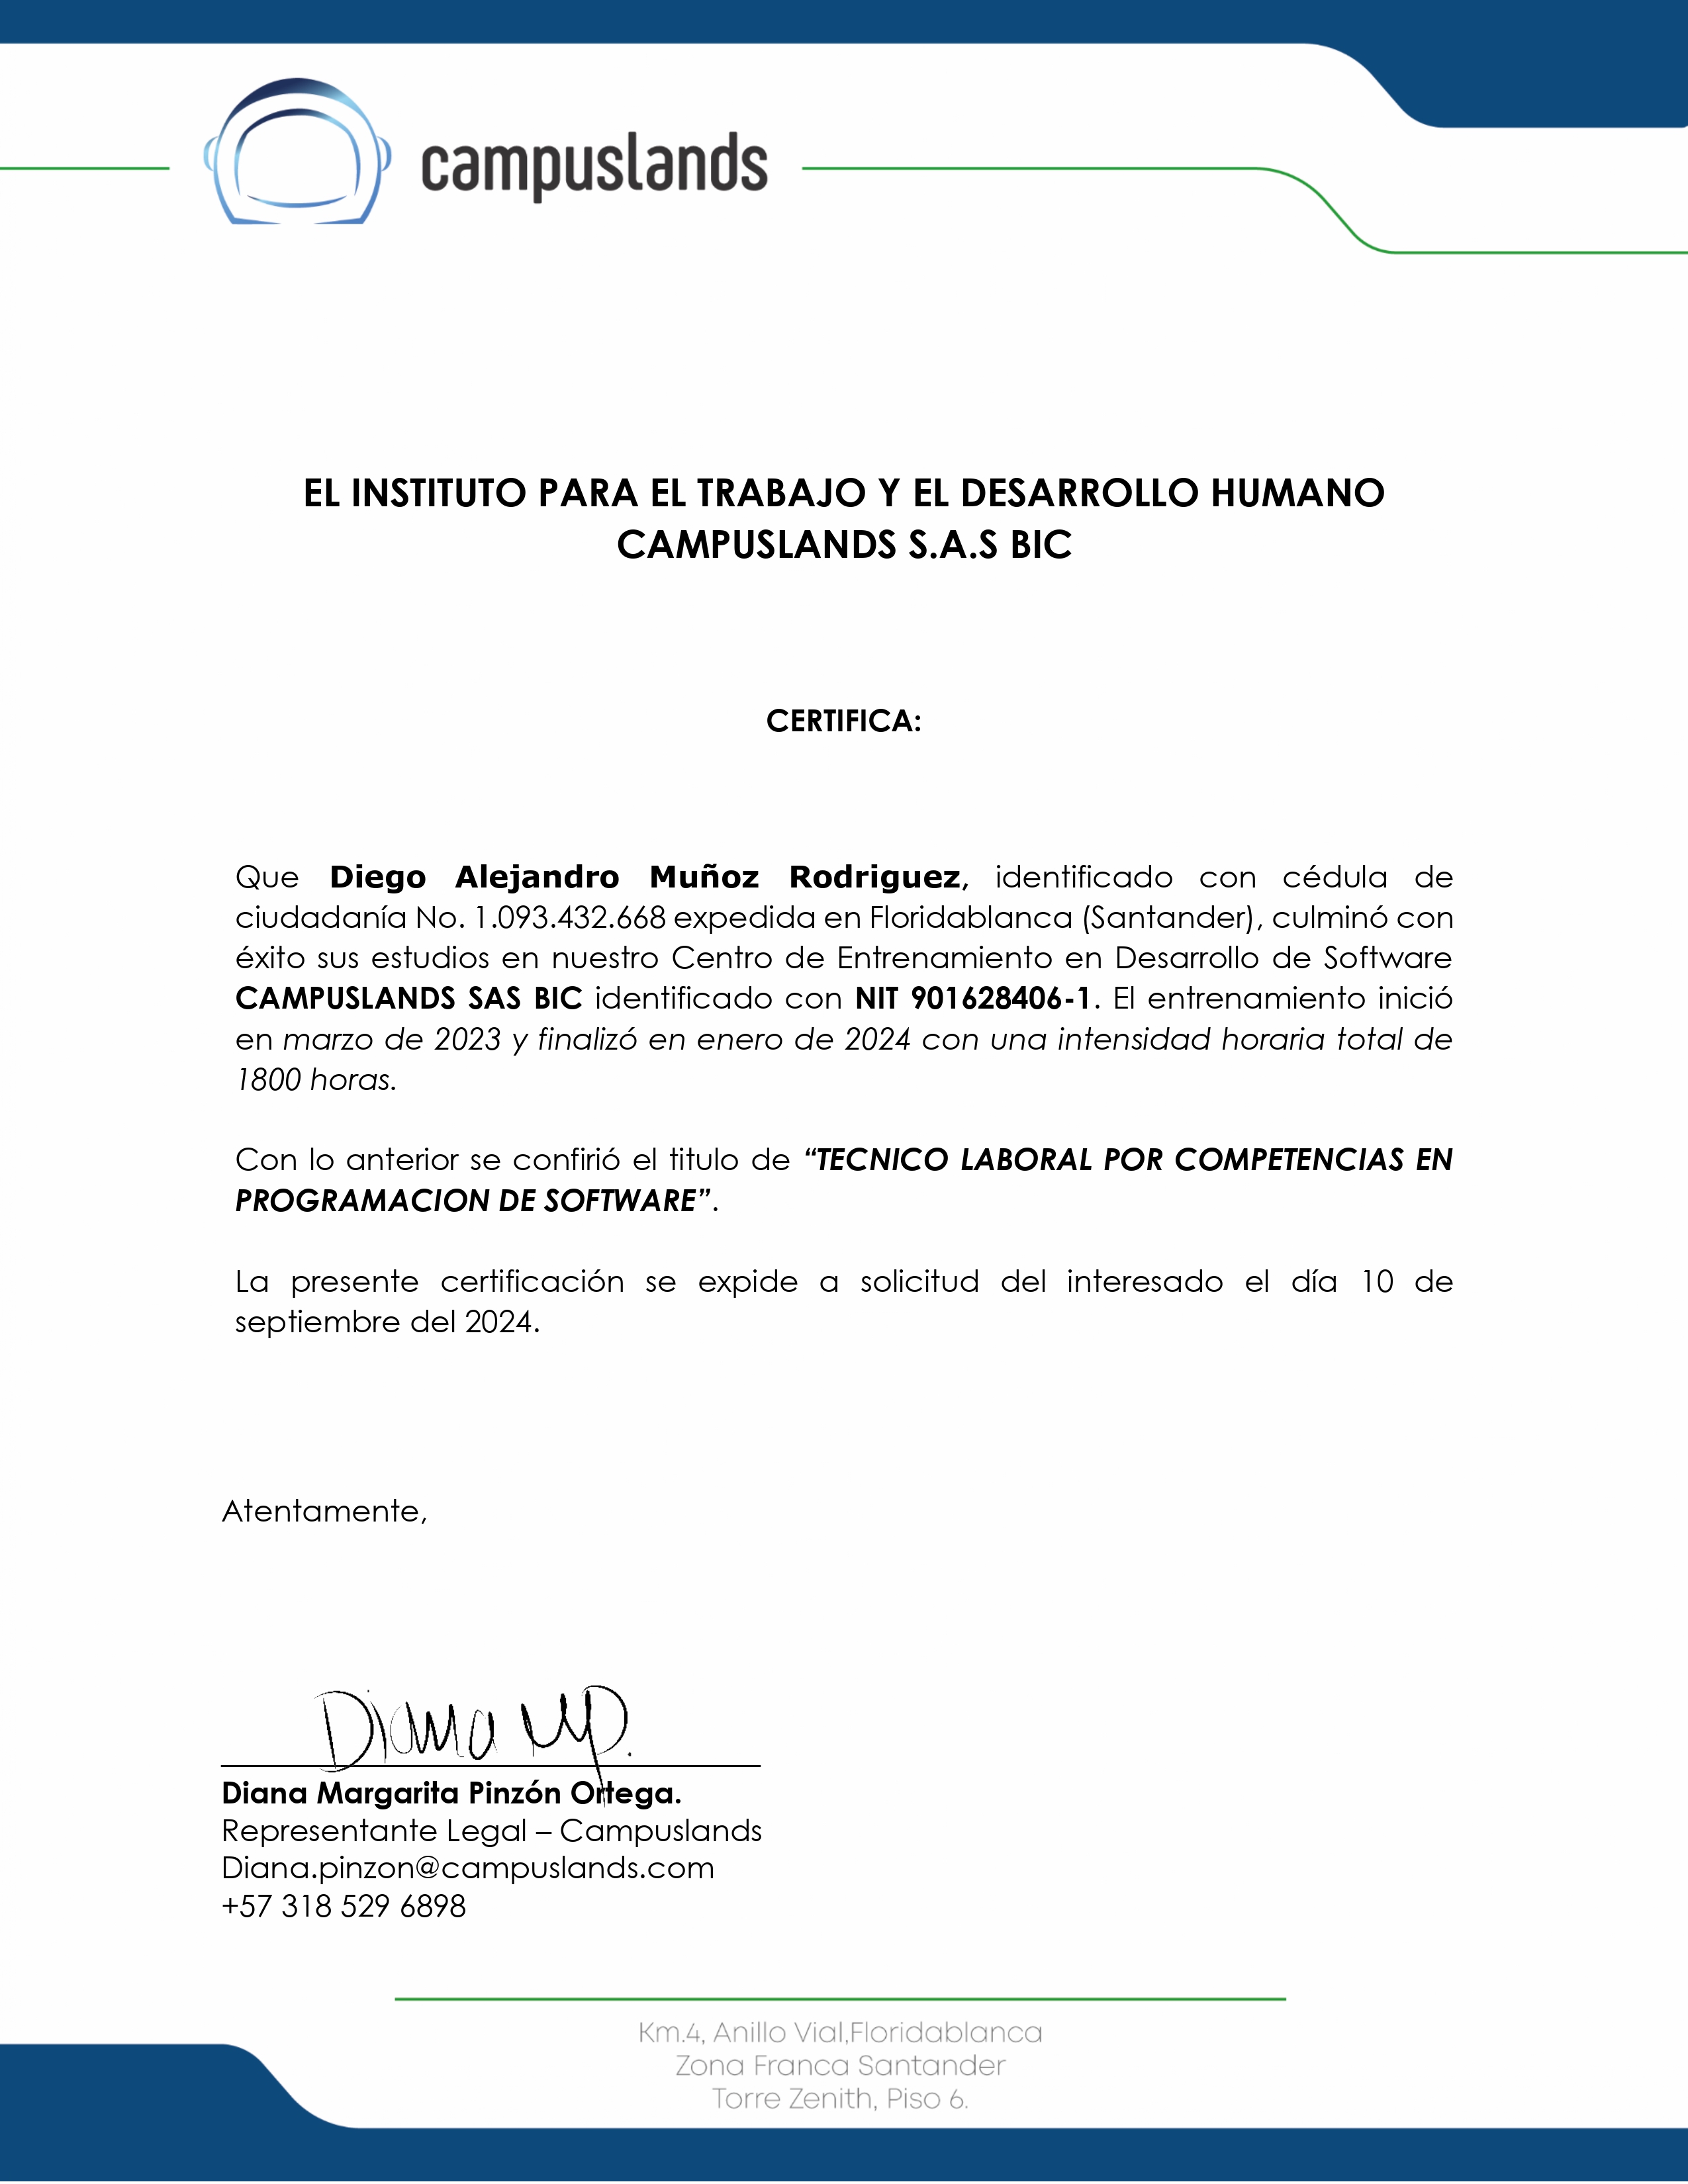 campuslands
EL INSTITUTO PARA EL TRABAJO Y EL DESARROLLO HUMANO
CAMPUSLANDS S.A.S BIC
CERTIFICA:
Que Diego Alejandro Muñoz Rodriguez, identificado con cédula de
ciudadanía No. 1.093.432.668 expedida en Floridablanca (Santander), culminó con
éxito sus estudios en nuestro Centro de Entrenamiento en Desarrollo de Software
CAMPUSLANDS SAS BIC identificado con NIT 901628406-1. El entrenamiento inició
en marzo de 2023 y finalizó en enero de 2024 con una intensidad horaria total de
1800 horas.
Con lo anterior se confirió el titulo de “TECNICO LABORAL POR COMPETENCIAS EN
PROGRAMACION DE SOFTWARE”.
La presente certificación se expide a solicitud del interesado el día 10 de
septiembre del 2024.
Atentamente,
Diana MP.
Diana Margarita Pinzón Ortega.
Representante Legal – Campuslands
Diana.pinzon@campuslands.com
+57 318 529 6898
Km.4, Anillo Vial,Floridablanca
Zona Franca Santander
Torre Zenith, Piso 6.